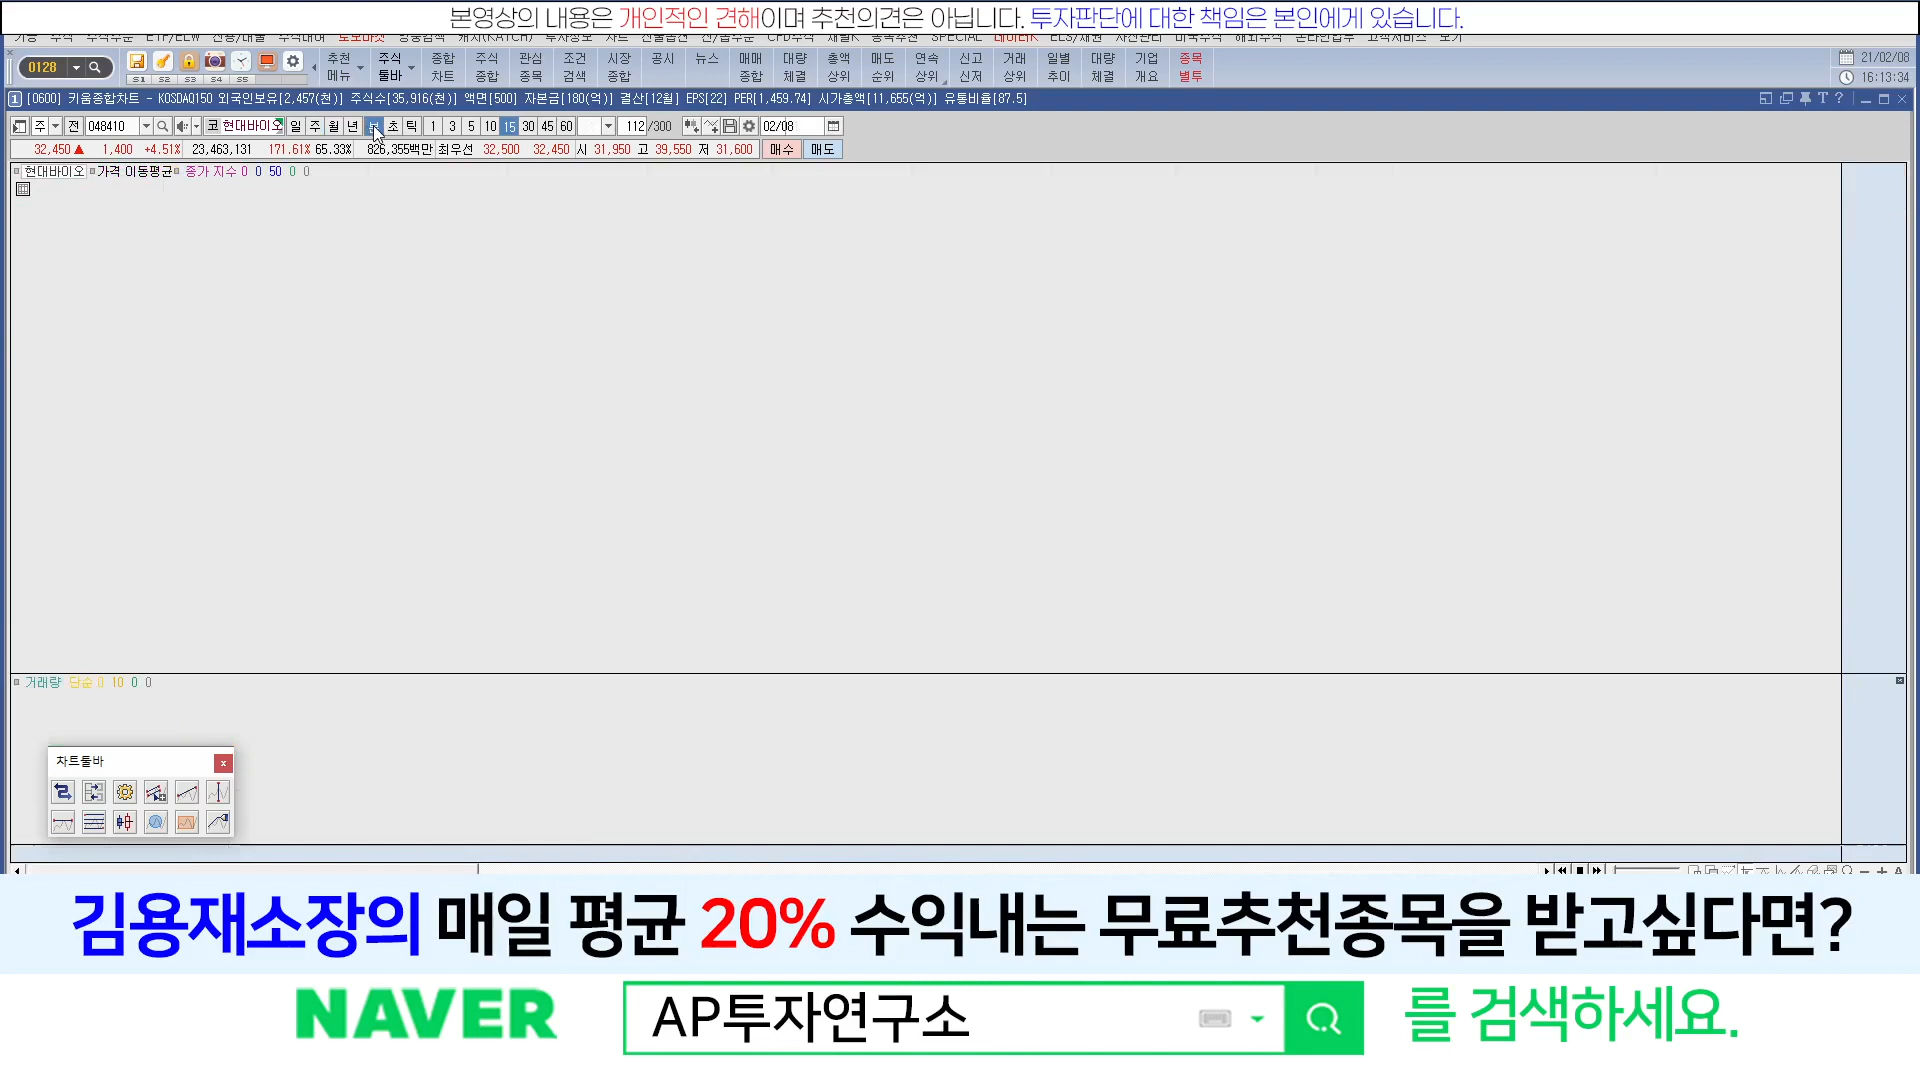 본영상의 내용은 개인적인 견해이며 추천의견은 아닙니다. 투자판단에 대한 책임은 본인에게 있습니다.
0128 S1 S2 S3 S4 S5 추천 메뉴 주식 툴바 종합 차트 주식 종합 관심 종목 조건 검색 시장 종합 공시 뉴스 매매 종합 대량 체결 총액 상위 매도 순위 연속 상위 신고 신저 거래 상위 일별 추이 대량 체결 기업 개요 종목 별투 21/02/08 16:13:34
1 [0600] 키움종합차트 - KOSDAQ150 외국인보유[2,457(천)] 주식수[35,916(천)] 액면[500] 자본금[180(억)] 결산[12월] EPS[22] PER[1,459.74] 시가총액[11,655(억)] 유통비율[87.5]
주 전 048410 코 현대바이오 일 주 월 년 분 초 틱 1 3 5 10 15 30 45 60 112 /300 02/08
32,450 ▲ 1,400 +4.51% 23,463,131 171.61% 65.33% 826,355백만 최우선 32,500 32,450 시 31,950 고 39,550 저 31,600 매수 매도
현대바이오 가격 이동평균 종가 지수 0 0 50 0 0
거래량 단순 0 10 0 0
차트툴바
김용재소장의 매일 평균 20% 수익내는 무료추천종목을 받고싶다면?
NAVER AP투자연구소 를 검색하세요.